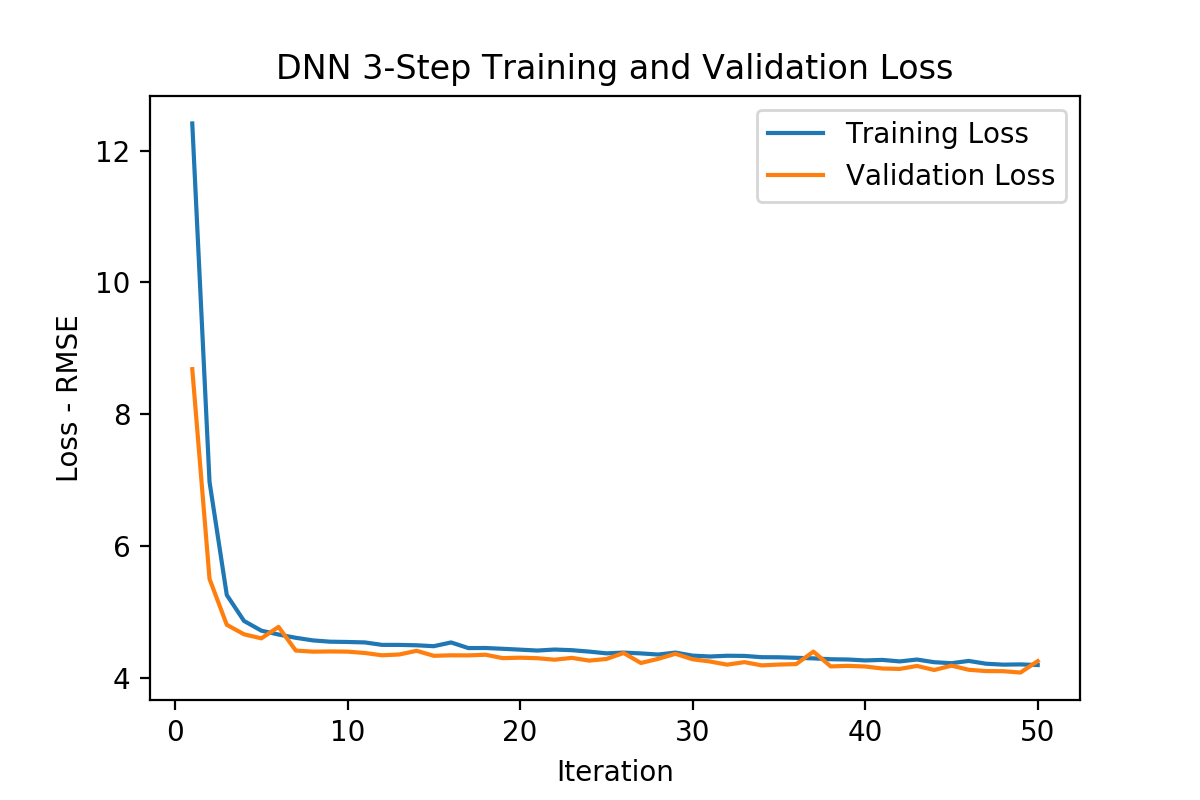 DNN 3-Step Training and Validation Loss
Training Loss
Validation Loss
12
10
8
6
4
Loss - RMSE
0 10 20 30 40 50
Iteration